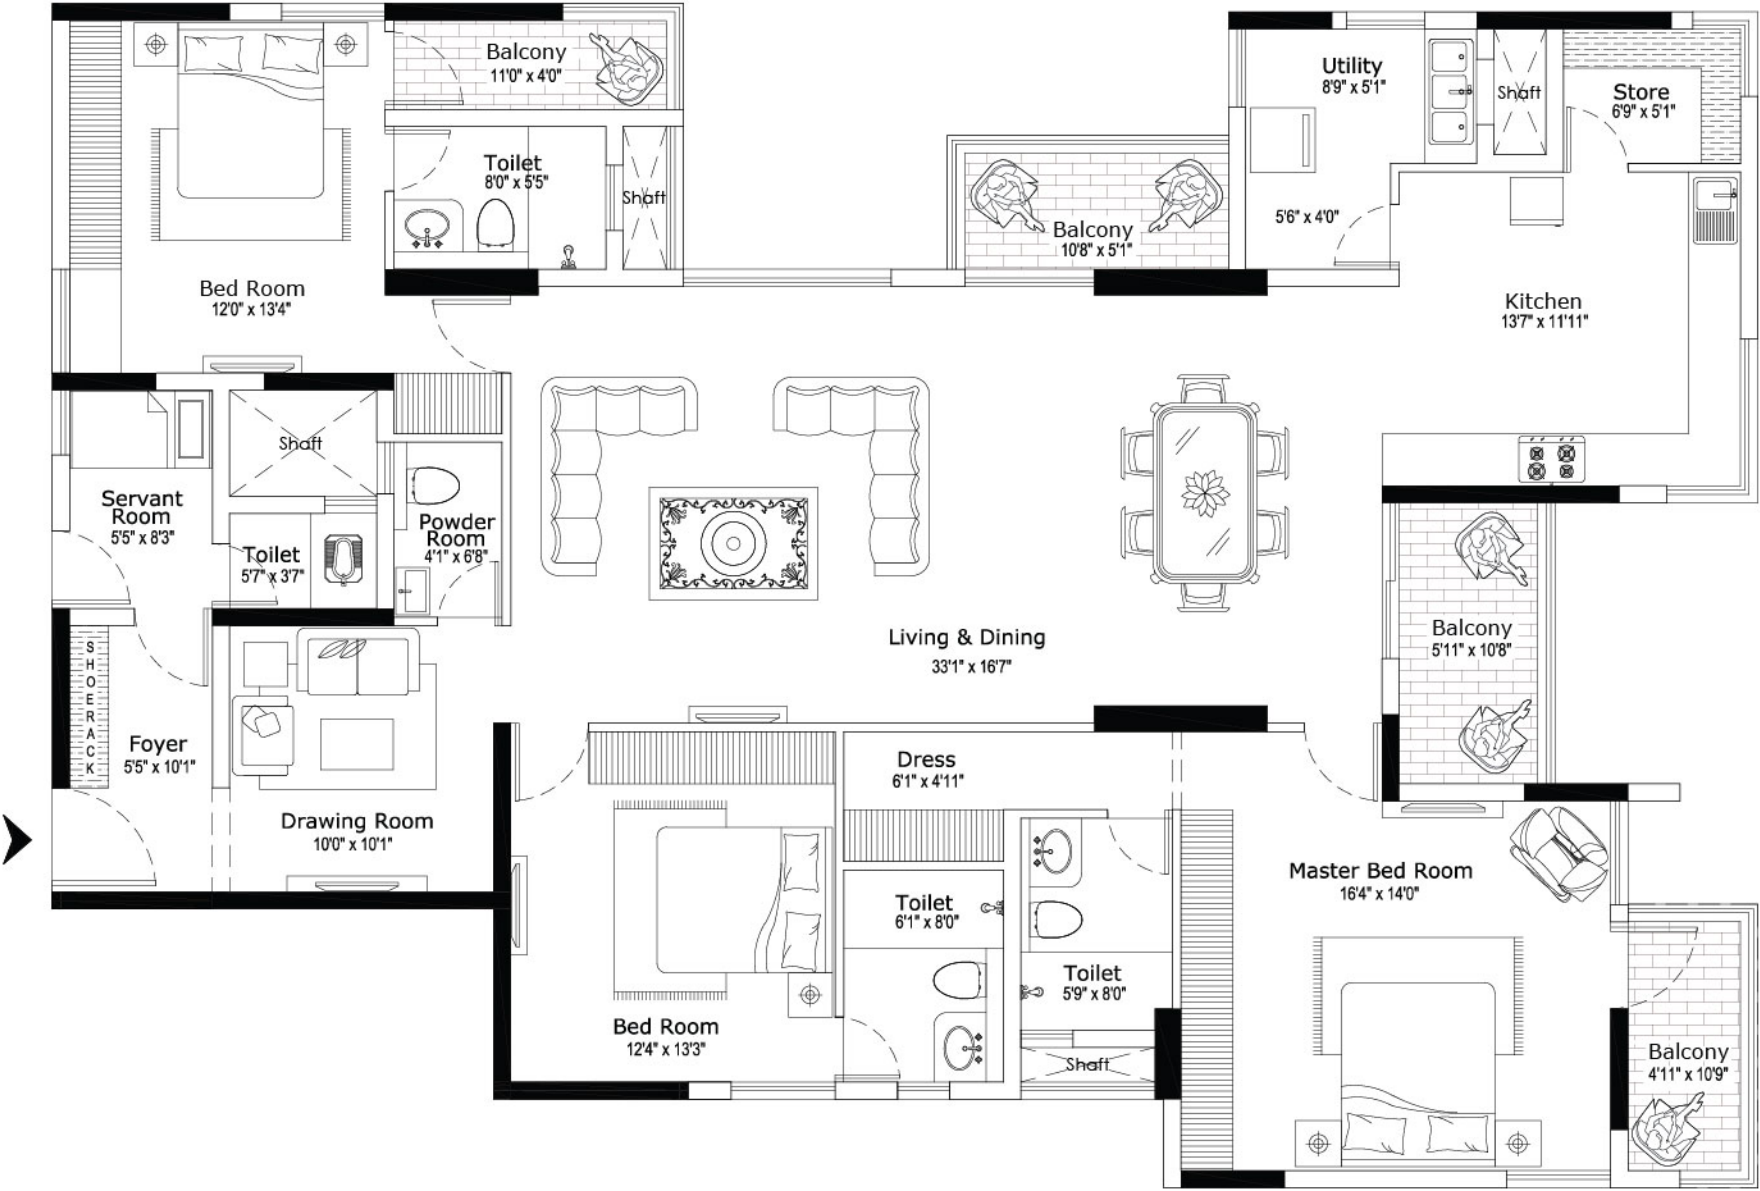 Balcony
11'0" x 4'0"
Utility
8'9" x 5'1"
Shaft
Store
6'9" x 5'1"
Toilet
8'0" x 5'5"
Shaft
5'6" x 4'0"
Balcony
10'8" x 5'1"
Bed Room
12'0" x 13'4"
Kitchen
13'7" x 11'11"
Shaft
Servant
Room
5'5" x 8'3"
Powder
Room
4'1" x 6'8"
Toilet
5'7" x 3'7"
Living & Dining
33'1" x 16'7"
Balcony
5'11" x 10'8"
SHOERACK
Foyer
5'5" x 10'1"
Dress
6'1" x 4'11"
Drawing Room
10'0" x 10'1"
Master Bed Room
16'4" x 14'0"
Toilet
6'1" x 8'0"
Toilet
5'9" x 8'0"
Bed Room
12'4" x 13'3"
Shaft
Balcony
4'11" x 10'9"